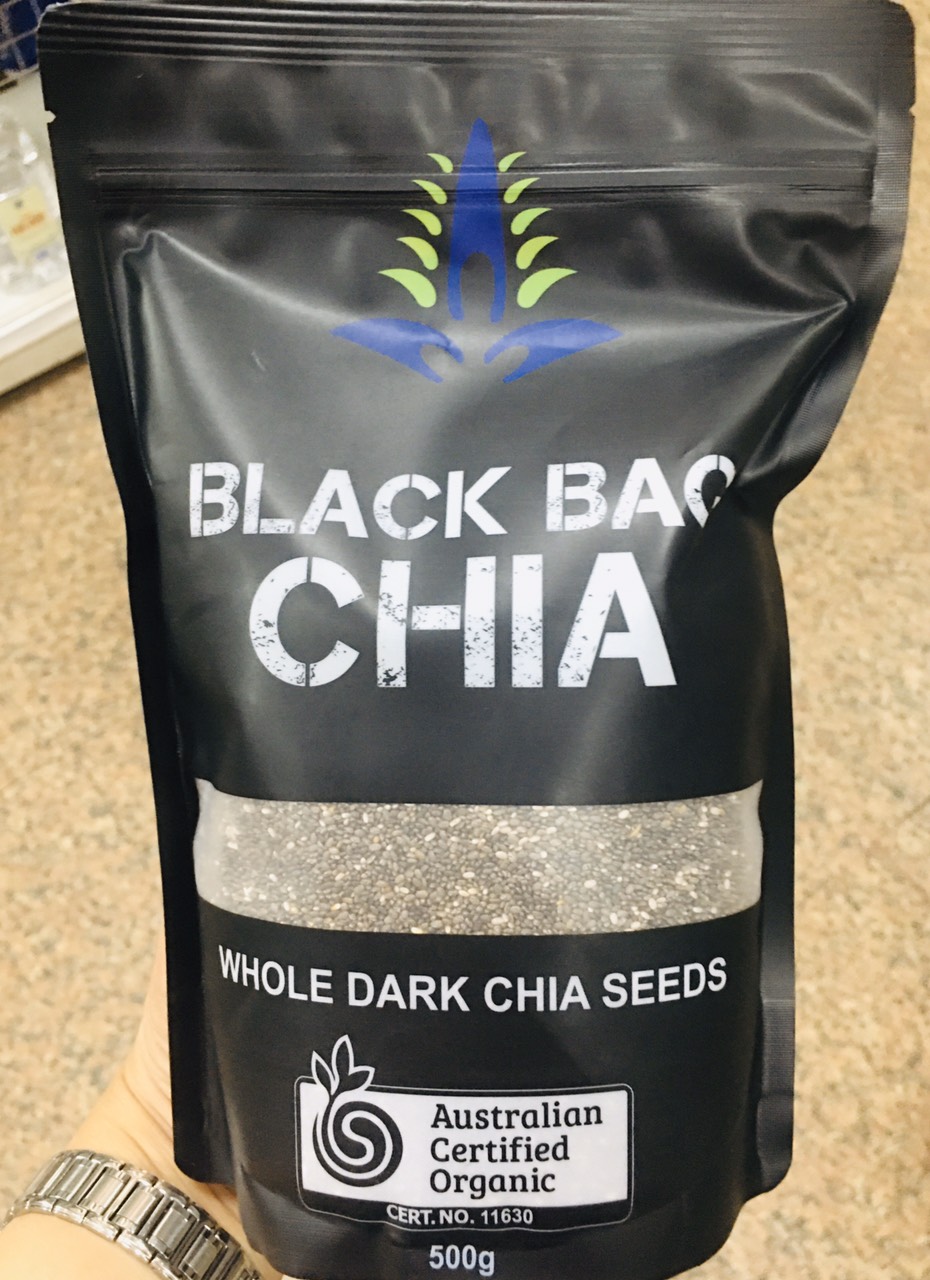 BLACK BAG
CHIA
WHOLE DARK CHIA SEEDS
Australian
Certified
Organic
CERT. NO. 11630
500g